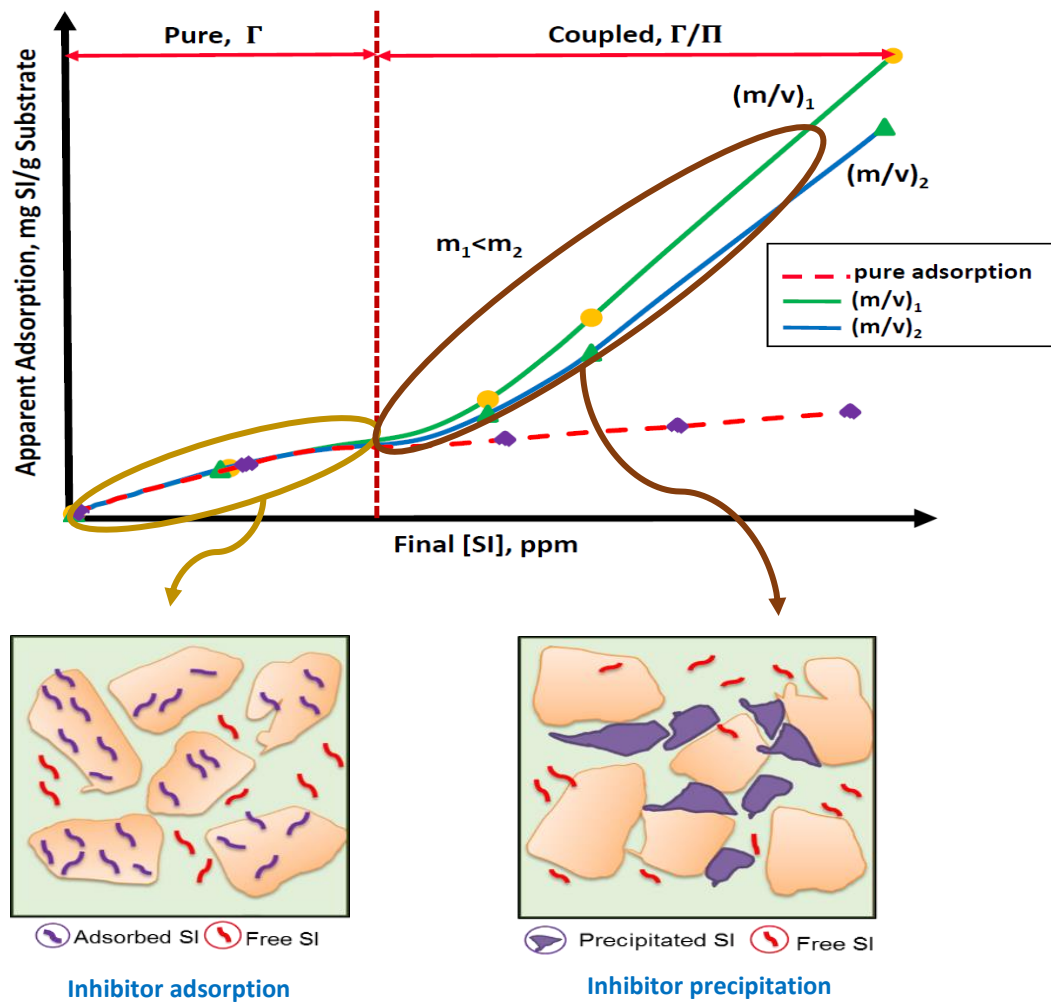 Pure, Γ
Coupled, Γ/Π
(m/v)₁
(m/v)₂
m₁<m₂
pure adsorption
(m/v)₁
(m/v)₂
Apparent Adsorption, mg SI/g Substrate
Final [SI], ppm
Adsorbed SI
Free SI
Precipitated SI
Free SI
Inhibitor adsorption
Inhibitor precipitation